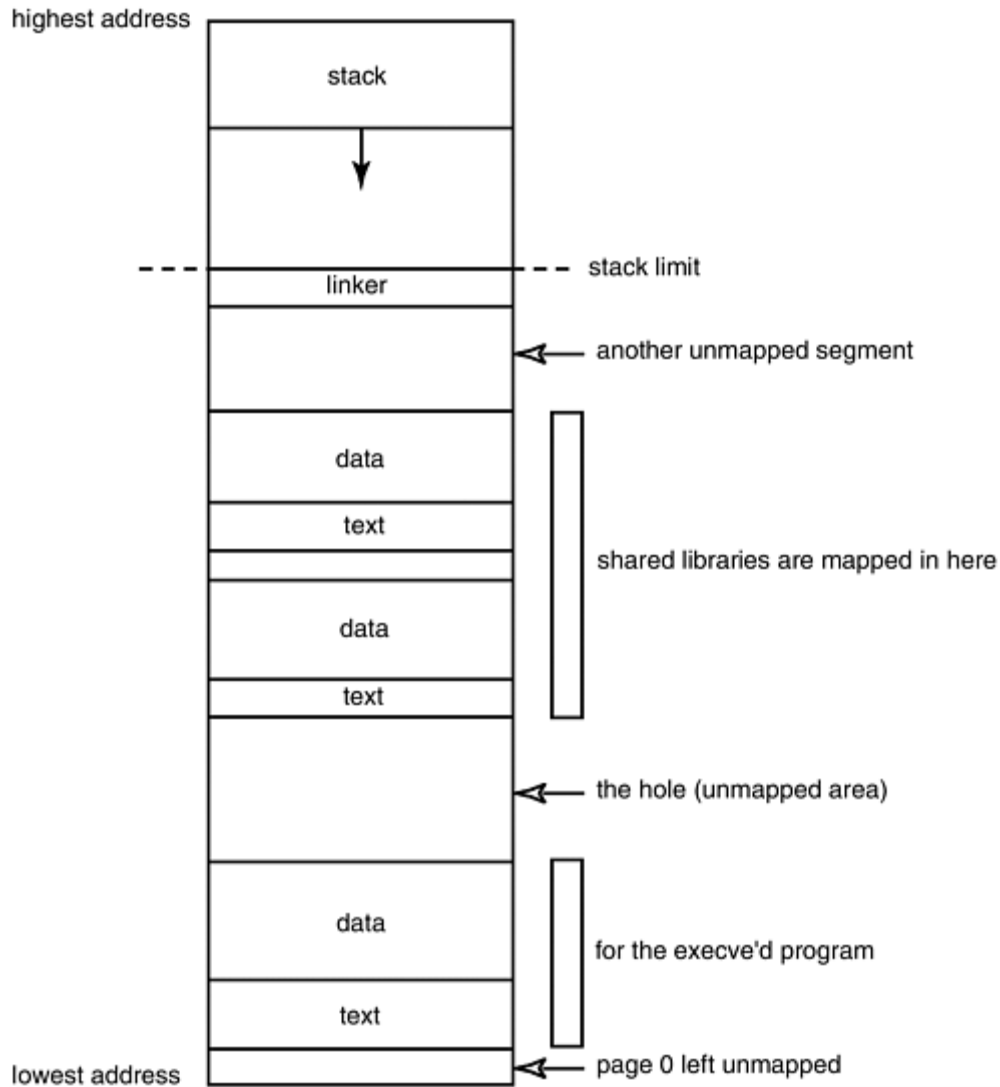 highest address
stack
stack limit
linker
another unmapped segment
data
text
shared libraries are mapped in here
data
text
the hole (unmapped area)
data
for the execve'd program
text
page 0 left unmapped
lowest address